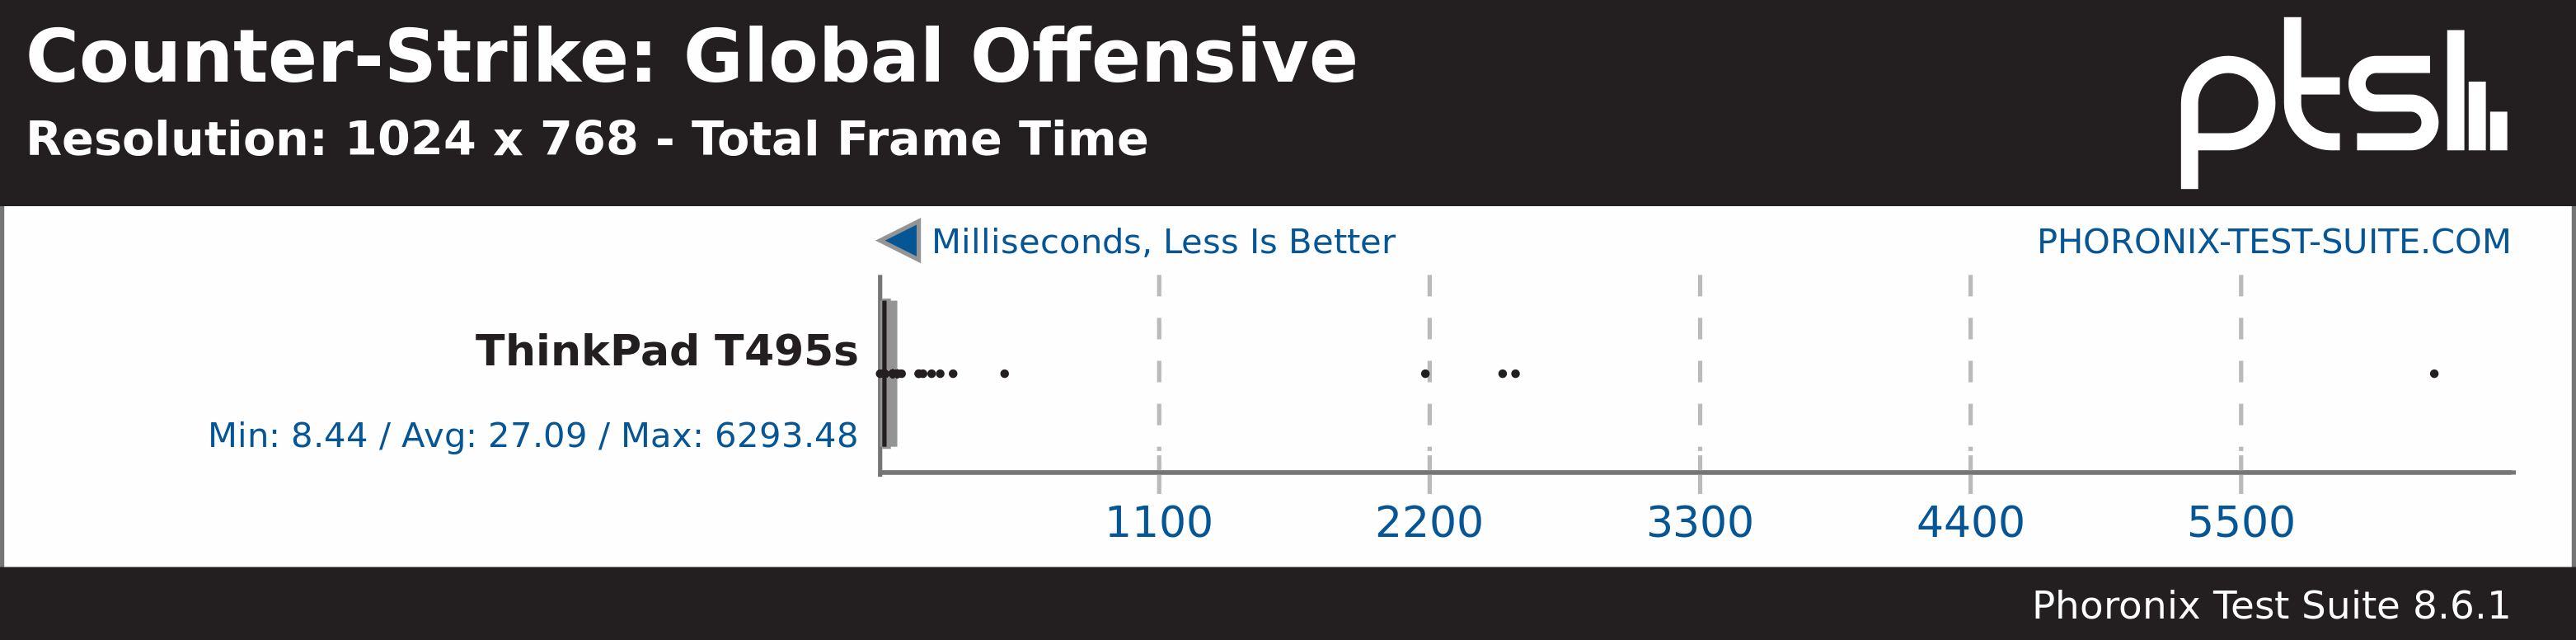 Counter-Strike: Global Offensive
Resolution: 1024 x 768 - Total Frame Time
pts
Milliseconds, Less Is Better
PHORONIX-TEST-SUITE.COM
ThinkPad T495s
Min: 8.44 / Avg: 27.09 / Max: 6293.48
1100 2200 3300 4400 5500
Phoronix Test Suite 8.6.1